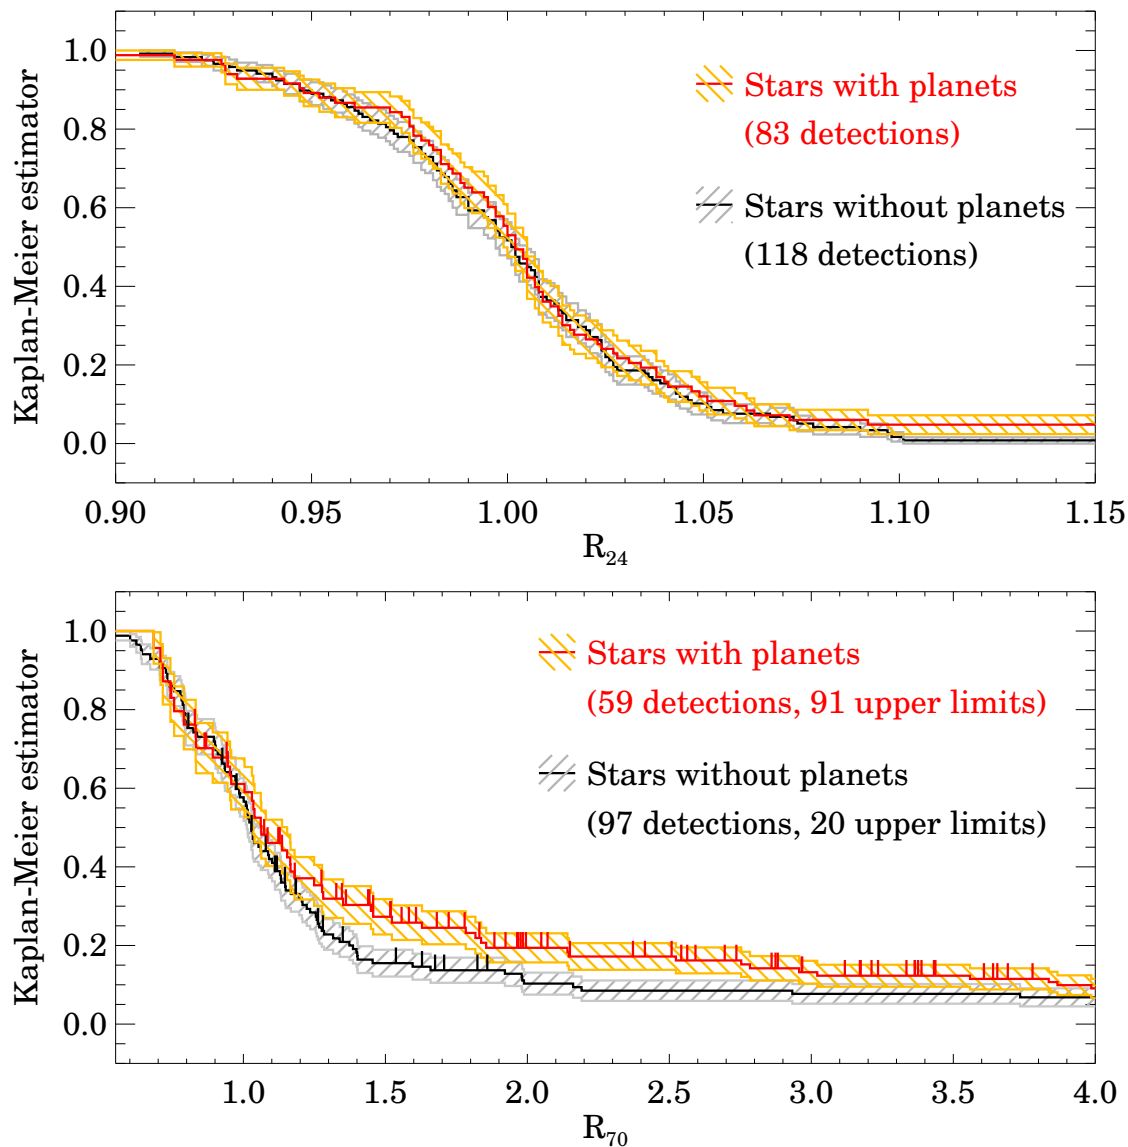 Kaplan-Meier estimator
1.0
0.8
0.6
0.4
0.2
0.0
Stars with planets
(83 detections)
Stars without planets
(118 detections)
0.90 0.95 1.00 1.05 1.10 1.15
R24
Kaplan-Meier estimator
1.0
0.8
0.6
0.4
0.2
0.0
Stars with planets
(59 detections, 91 upper limits)
Stars without planets
(97 detections, 20 upper limits)
1.0 1.5 2.0 2.5 3.0 3.5 4.0
R70